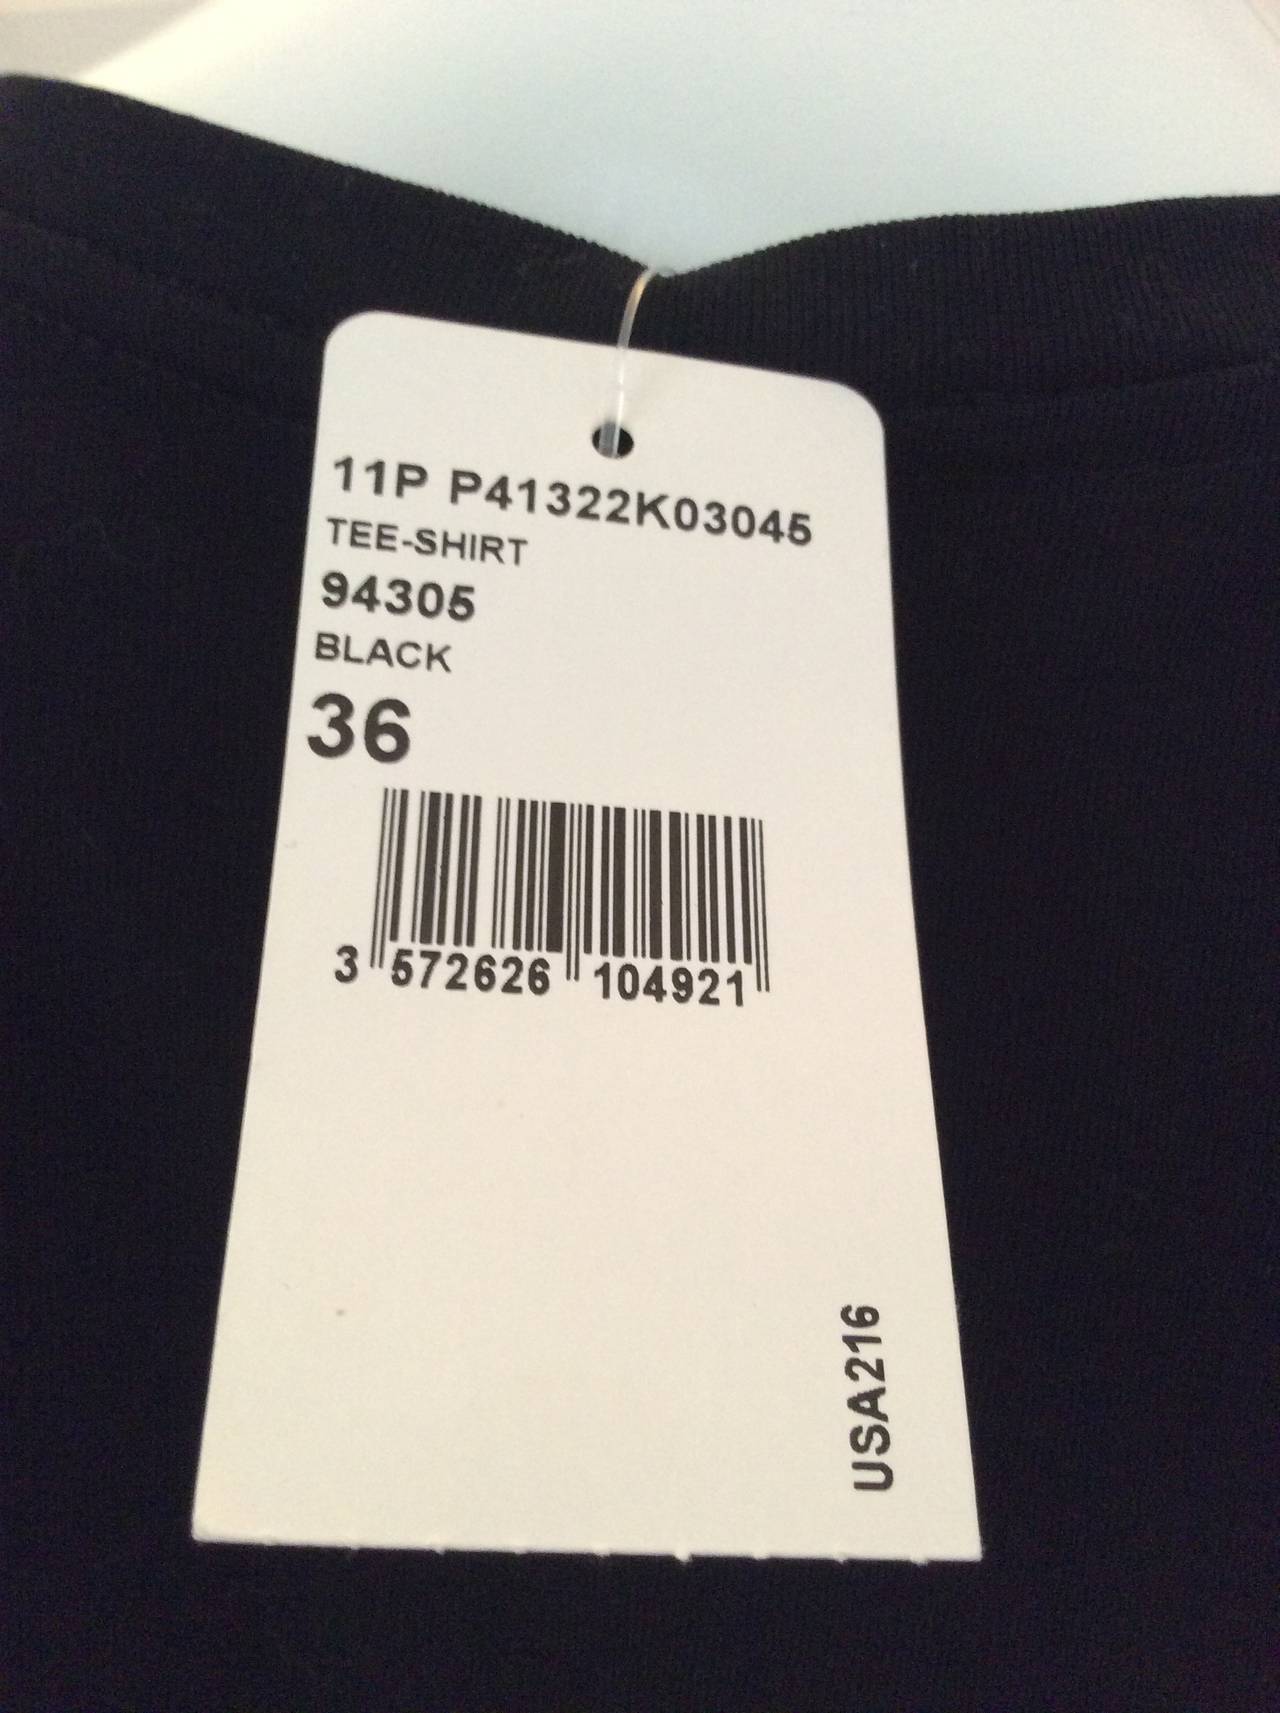 11P P41322K03045
TEE-SHIRT
94305
BLACK
36
3 572626 104921
USA216